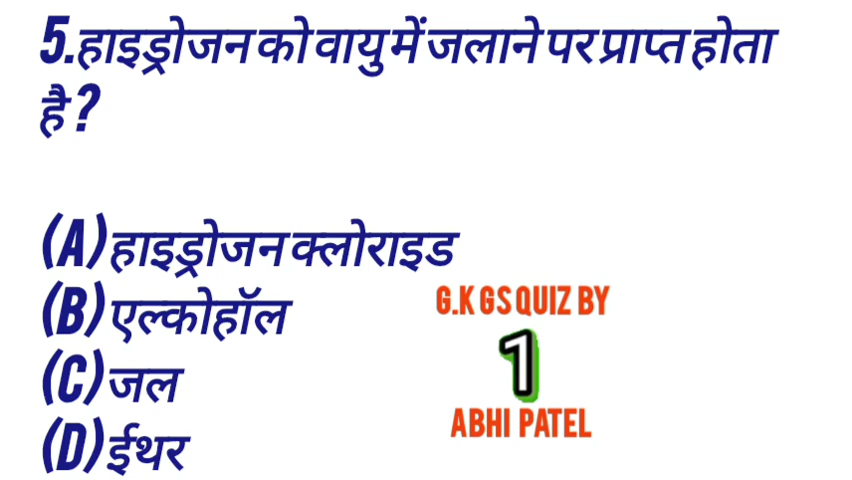 5.हाइड्रोजन को वायु में जलाने पर प्राप्त होता
है ?
(A) हाइड्रोजन क्लोराइड
(B) एल्कोहॉल
(C) जल
(D) ईथर
G.K GS QUIZ BY
1
ABHI PATEL